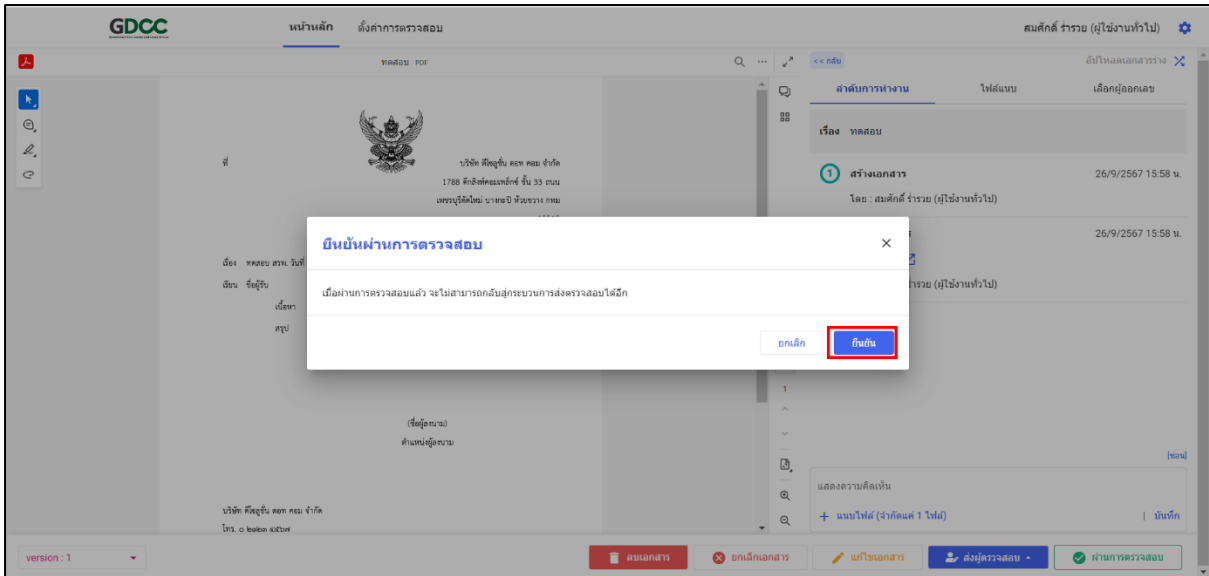 GDCC
หน้าหลัก
ตั้งค่าการตรวจสอบ
สมศักดิ์ ร่ำรวย (ผู้ใช้งานทั่วไป)
ทดสอบ PDF
<< กลับ
อัปโหลดเอกสารร่าง
ลำดับการทำงาน
ไฟล์แนบ
เลือกผู้ออกเลข
เรื่อง ทดสอบ
1 สร้างเอกสาร
26/9/2567 15:58 น.
โดย : สมศักดิ์ ร่ำรวย (ผู้ใช้งานทั่วไป)
26/9/2567 15:58 น.
ร่ำรวย (ผู้ใช้งานทั่วไป)
ที่
บริษัท ดีโซลูชั่น ดอท คอม จำกัด
1788 ตึกสิงห์คอมเพล็กซ์ ชั้น 33 ถนน
เพชรบุรีตัดใหม่ บางกะปิ ห้วยขวาง กทม
เรื่อง ทดสอบ สรพ. วันที่
เรียน ชื่อผู้รับ
เนื้อหา
สรุป
ยืนยันผ่านการตรวจสอบ
เมื่อผ่านการตรวจสอบแล้ว จะไม่สามารถกลับสู่กระบวนการส่งตรวจสอบได้อีก
ยกเลิก
ยืนยัน
1
(ชื่อผู้ลงนาม)
ตำแหน่งผู้ลงนาม
บริษัท ดีโซลูชั่น ดอท คอม จำกัด
[ซ่อน]
แสดงความคิดเห็น
+ แนบไฟล์ (จำกัดแค่ 1 ไฟล์)
| บันทึก
version : 1
ลบเอกสาร
ยกเลิกเอกสาร
แก้ไขเอกสาร
ส่งผู้ตรวจสอบ
ผ่านการตรวจสอบ